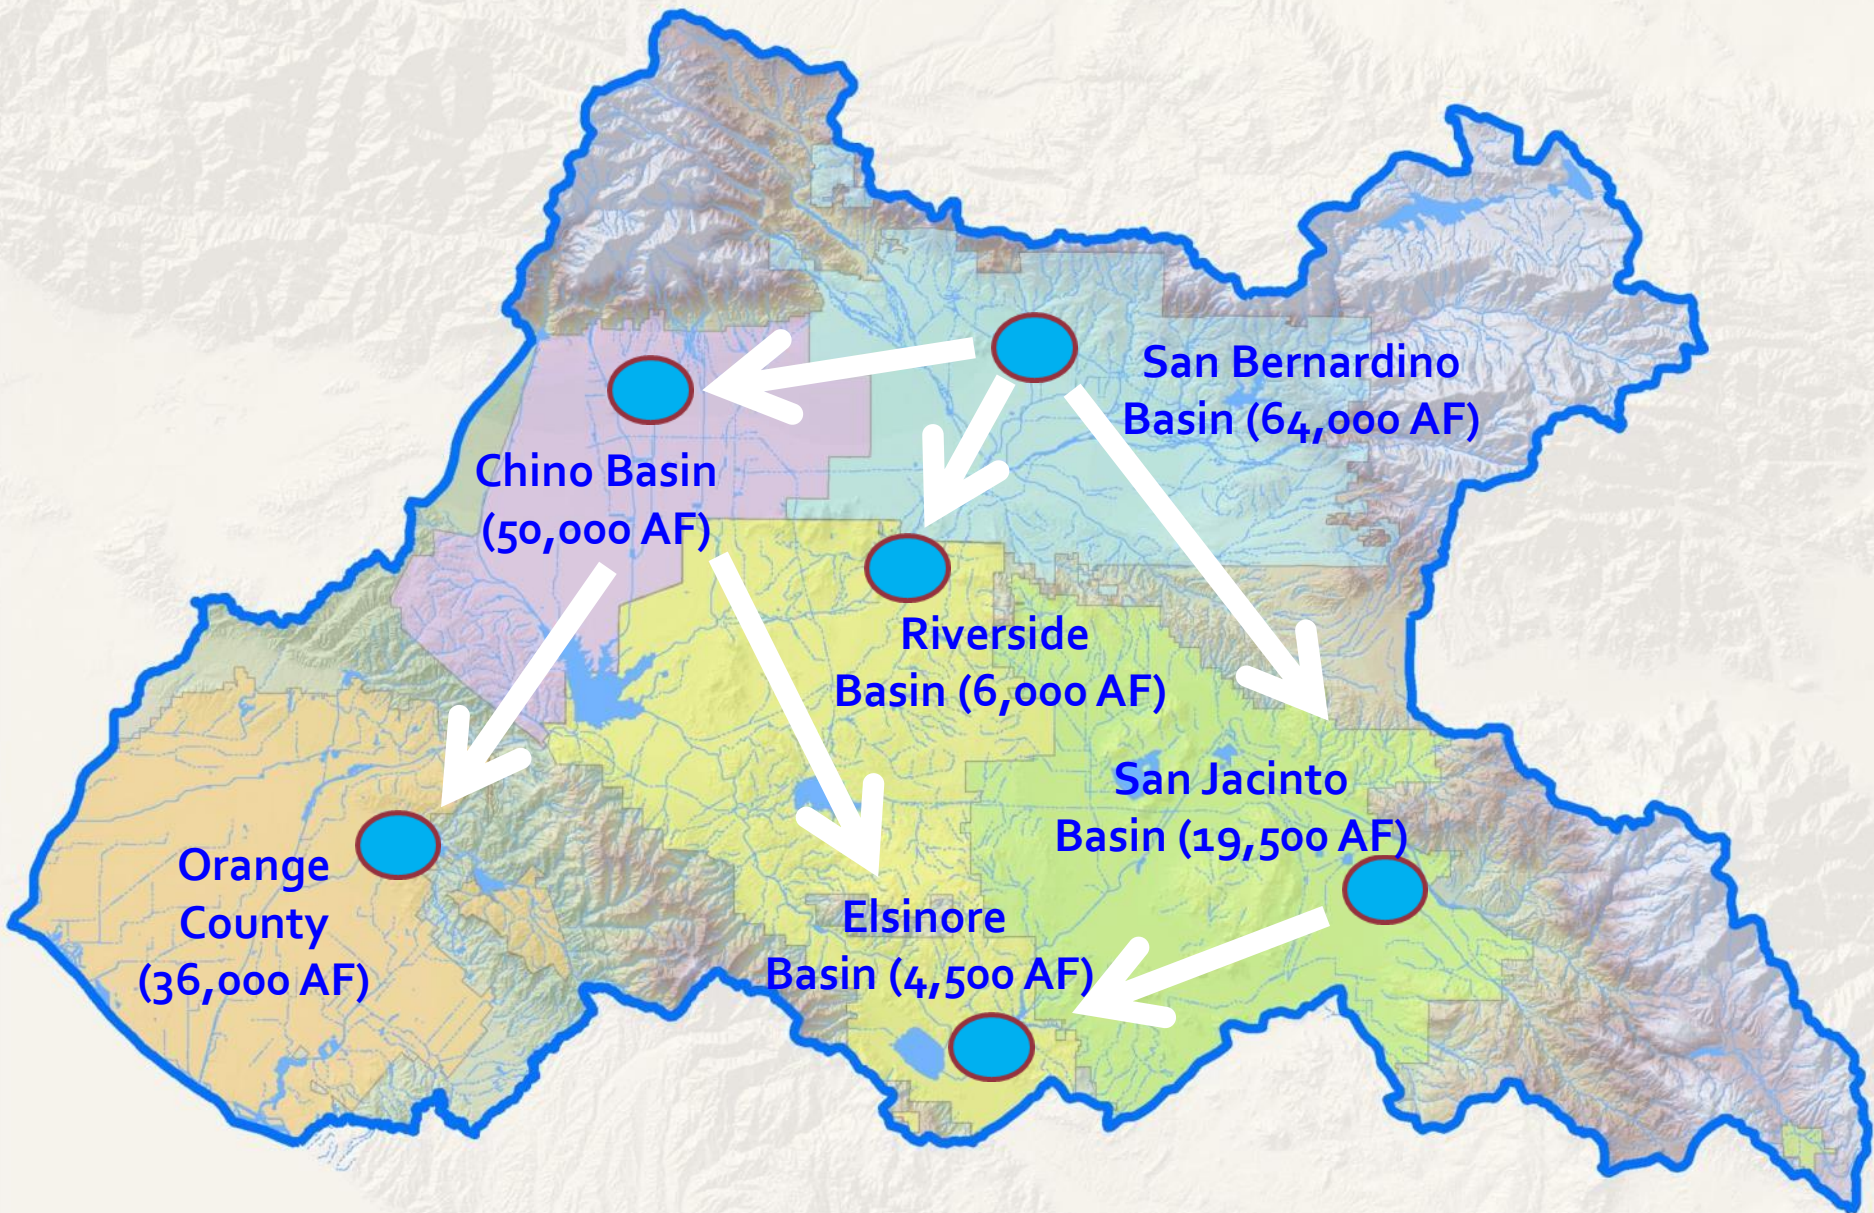 San Bernardino
Basin (64,000 AF)
Chino Basin
(50,000 AF)
Riverside
Basin (6,000 AF)
San Jacinto
Basin (19,500 AF)
Orange
County
(36,000 AF)
Elsinore
Basin (4,500 AF)